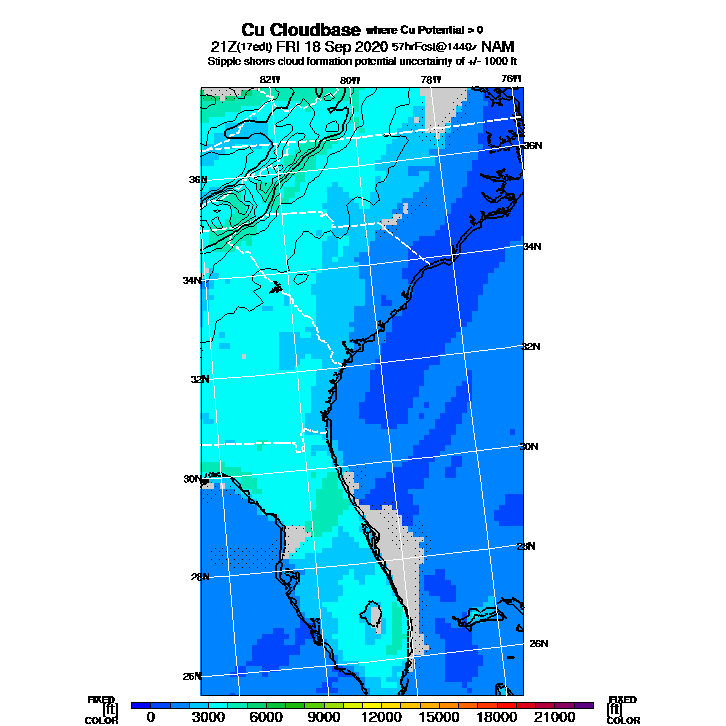 Cu Cloudbase where Cu Potential > 0
21Z(17edt) FRI 18 Sep 2020 57hrFcst@1440z NAM
Stipple shows cloud formation potential uncertainty of +/- 1000 ft
82W 80W 78W 76W
36N
36N
34N
34N
32N
32N
30N
30N
28N
28N
26N
26N
FIXED FIXED
[ft] [ft]
COLOR COLOR
0 3000 6000 9000 12000 15000 18000 21000